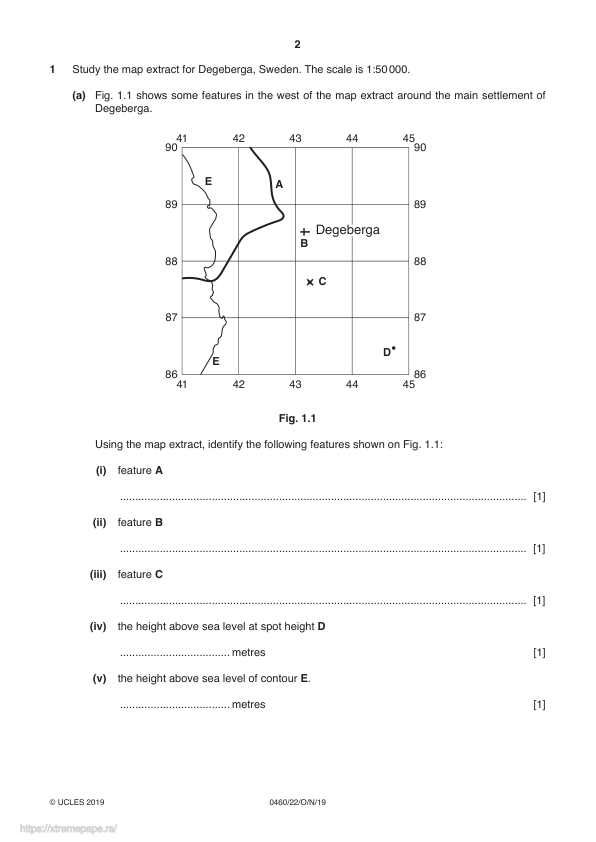 2
1 Study the map extract for Degeberga, Sweden. The scale is 1:50 000.
(a) Fig. 1.1 shows some features in the west of the map extract around the main settlement of
Degeberga.
41 42 43 44 45
90 90
E
A
89 89
Degeberga
B
88 88
C
87 87
D
E
86 86
41 42 43 44 45
Fig. 1.1
Using the map extract, identify the following features shown on Fig. 1.1:
(i) feature A
.......................................................................................................................................... [1]
(ii) feature B
.......................................................................................................................................... [1]
(iii) feature C
.......................................................................................................................................... [1]
(iv) the height above sea level at spot height D
..................................... metres [1]
(v) the height above sea level of contour E.
..................................... metres [1]
© UCLES 2019 0460/22/O/N/19
https://xtremepape.rs/